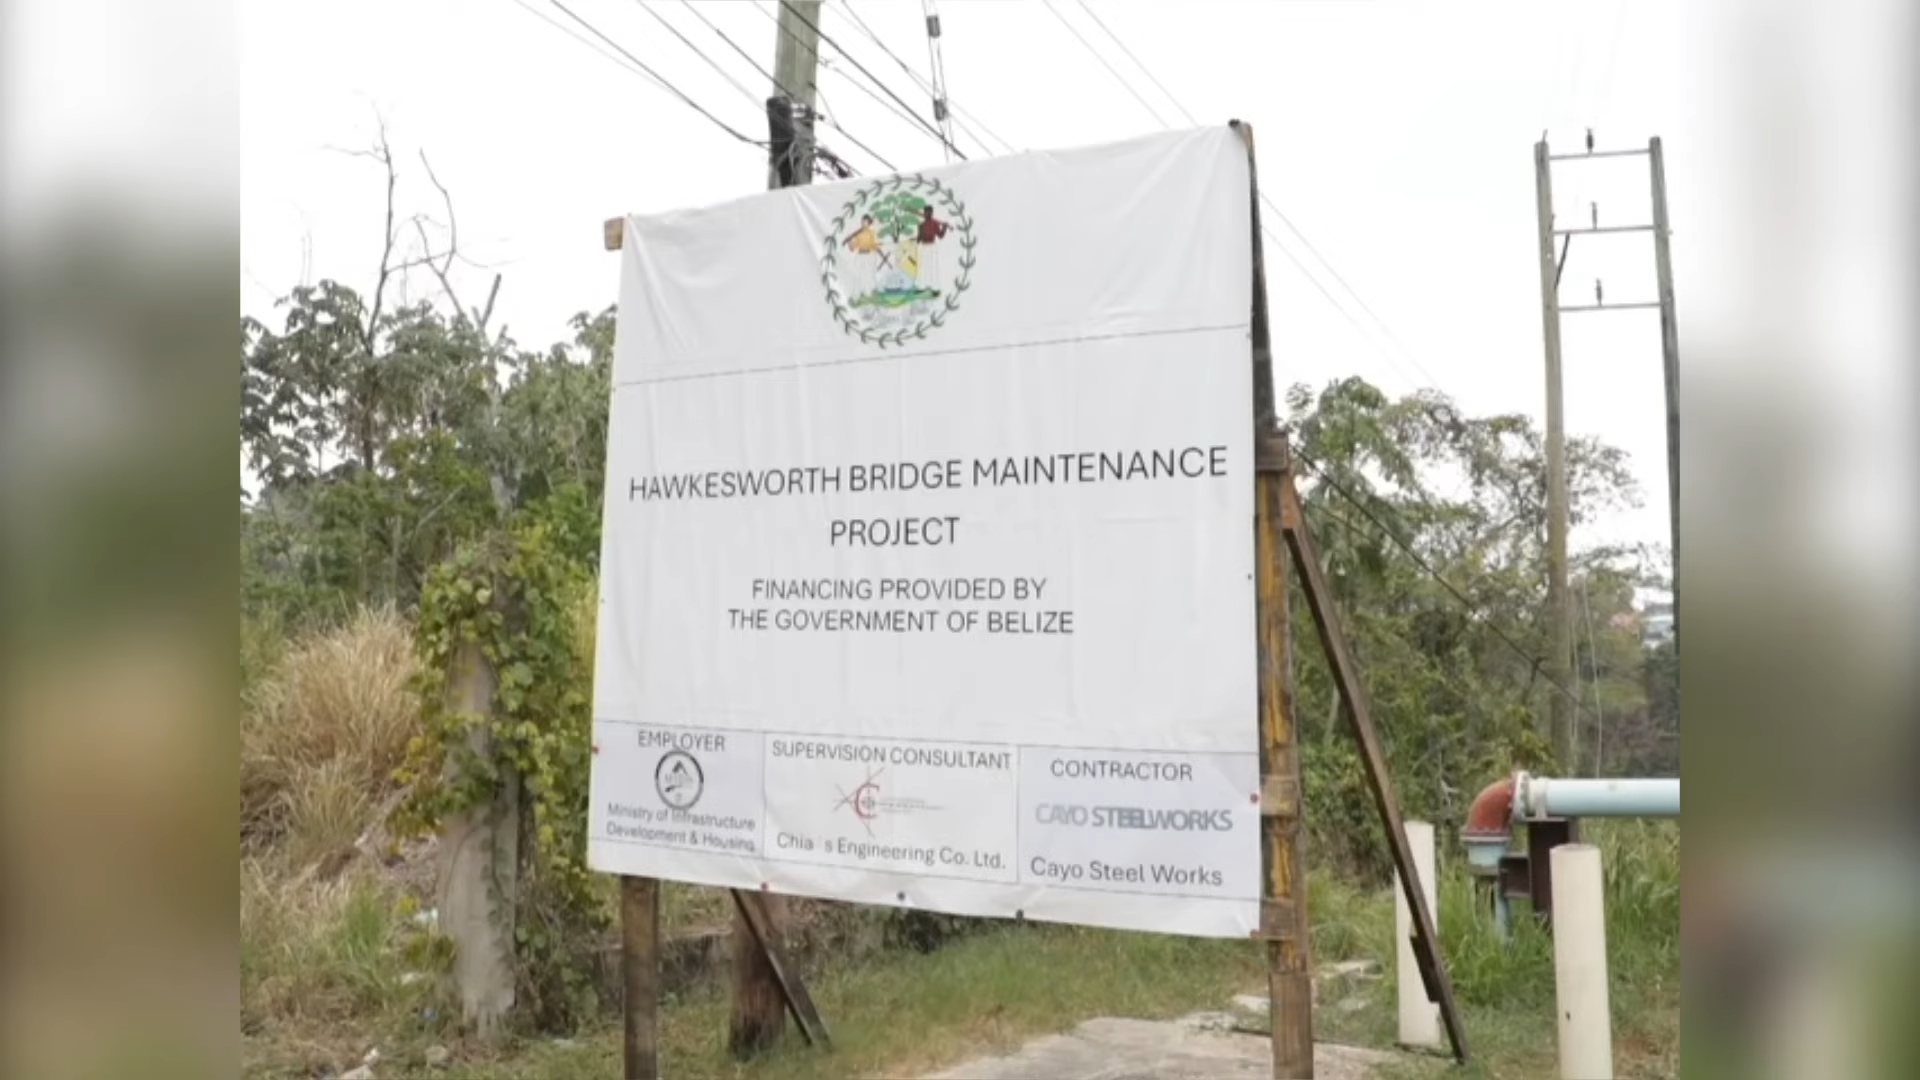 HAWKESWORTH BRIDGE MAINTENANCE
PROJECT
FINANCING PROVIDED BY
THE GOVERNMENT OF BELIZE
EMPLOYER
Ministry of Infrastructure
Development & Housing
SUPERVISION CONSULTANT
Chia s Engineering Co. Ltd.
CONTRACTOR
CAYO STEELWORKS
Cayo Steel Works